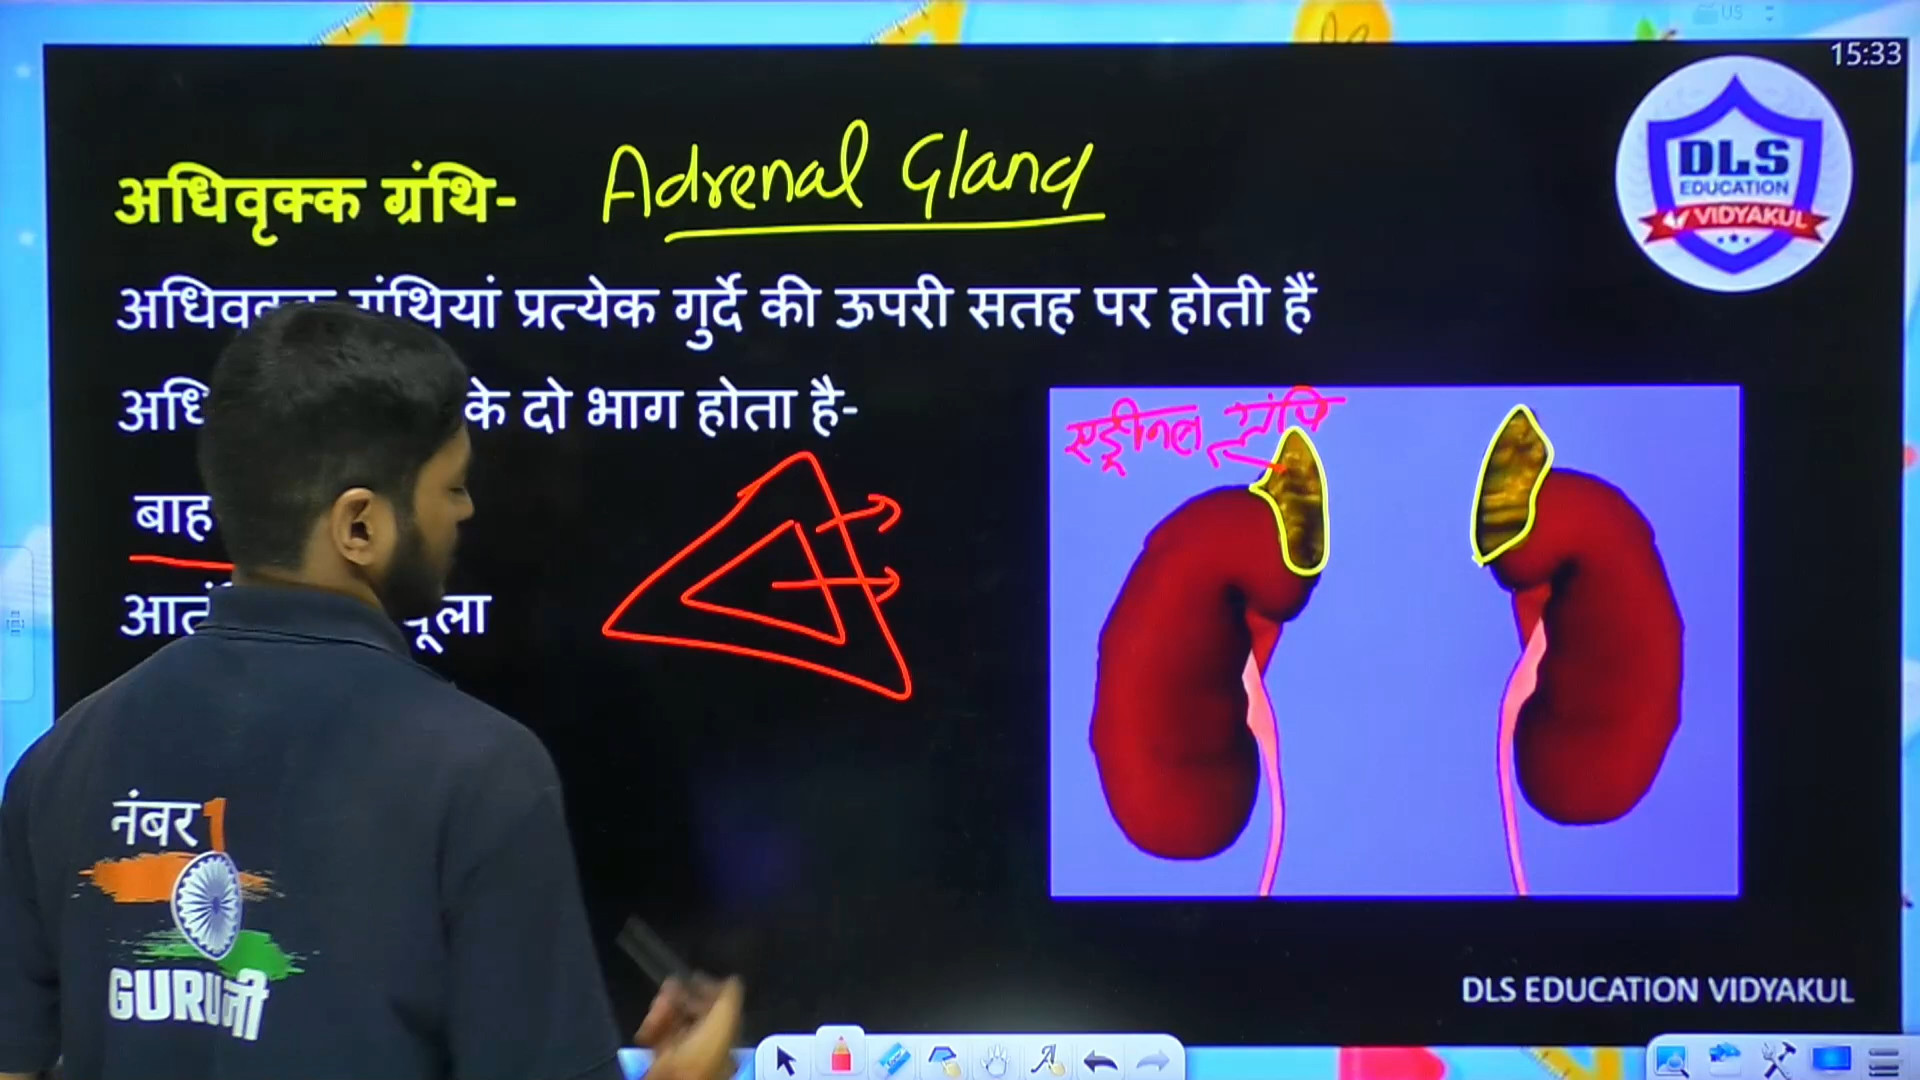 US
15:33
DLS
EDUCATION
VIDYAKUL
अधिवृक्क ग्रंथि- Adrenal Gland
ग्रंथियां प्रत्येक गुर्दे की ऊपरी सतह पर होती हैं
के दो भाग होता है-
एड्रीनल ग्रंथि
नंबर 1
GURUजी
DLS EDUCATION VIDYAKUL